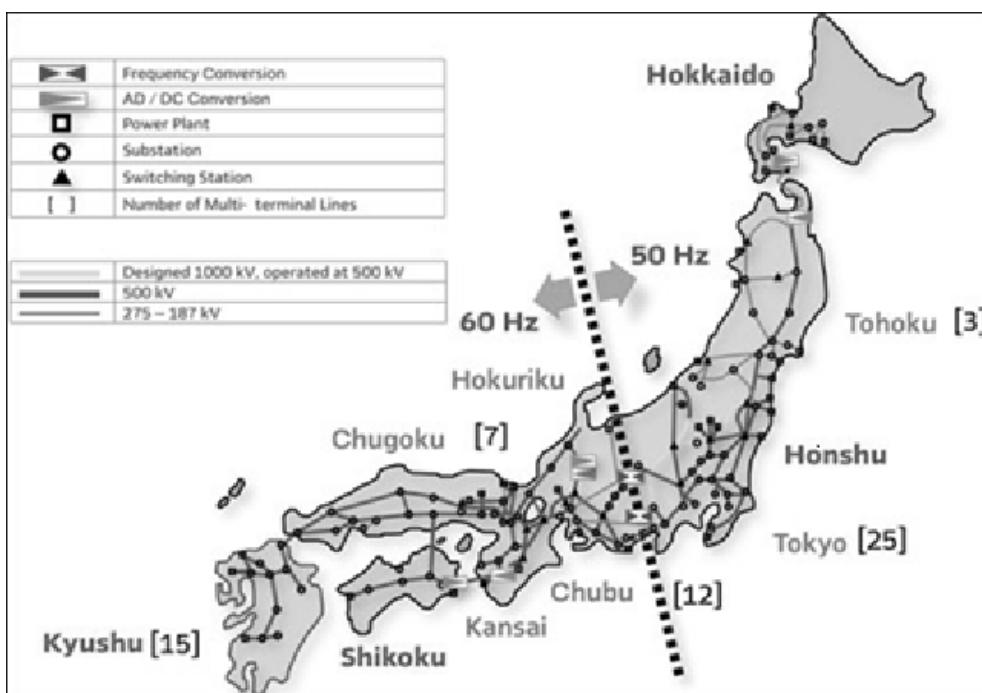 Frequency Conversion
AD / DC Conversion
Power Plant
Substation
Switching Station
[ ] Number of Multi- terminal Lines
Designed 1000 kV, operated at 500 kV
500 kV
275 – 187 kV
Hokkaido
50 Hz
60 Hz
Tohoku [3]
Hokuriku
Chugoku [7]
Honshu
Tokyo [25]
Chubu [12]
Kansai
Kyushu [15]
Shikoku